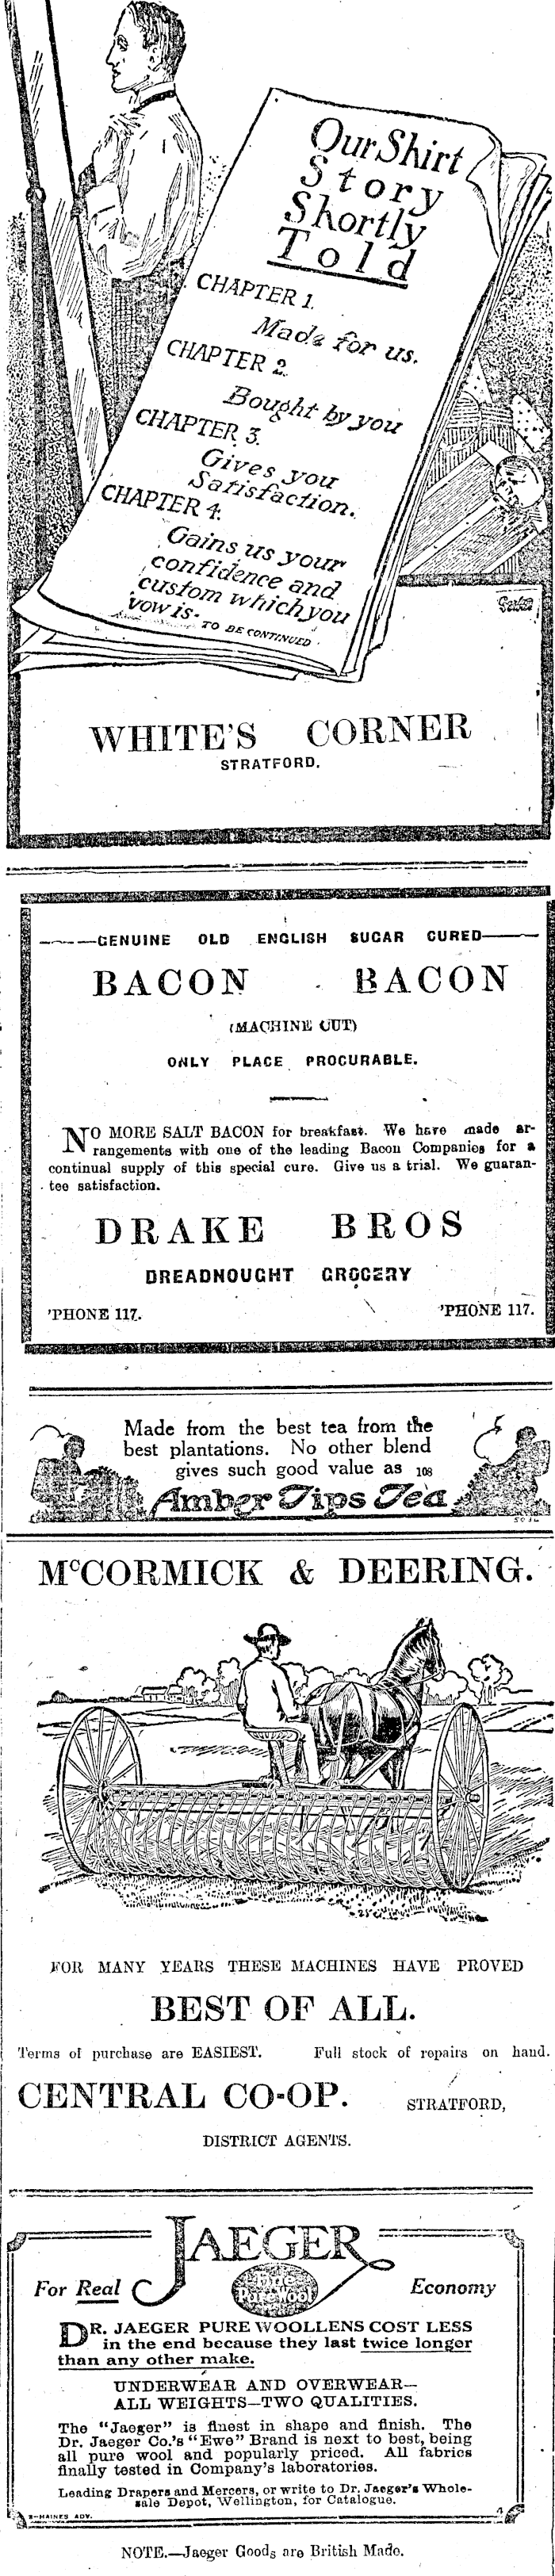 Our Shirt
Story
Shortly
Told
CHAPTER 1.
Made for us.
CHAPTER 2.
Bought by you
CHAPTER 3.
Gives you
Satisfaction.
CHAPTER 4.
Gains us your
confidence and
custom which you
vow is-
TO BE CONTINUED
WHITE'S CORNER
STRATFORD.
GENUINE OLD ENGLISH SUGAR CURED
BACON - BACON
(MACHINE CUT)
ONLY PLACE PROCURABLE.
NO MORE SALT BACON for breakfast. We have made ar-
rangements with one of the leading Bacon Companies for a
continual supply of this special cure. Give us a trial. We guaran-
tee satisfaction.
DRAKE BROS
DREADNOUGHT GROCERY
'PHONE 117. 'PHONE 117.
Made from the best tea from the
best plantations. No other blend
gives such good value as 108
Amber Tips Tea
McCORMICK & DEERING.
FOR MANY YEARS THESE MACHINES HAVE PROVED
BEST OF ALL.
Terms of purchase are EASIEST. Full stock of repairs on hand.
CENTRAL CO-OP. STRATFORD,
DISTRICT AGENTS.
JAEGER
For Real Economy
Pure Wool
DR. JAEGER PURE WOOLLENS COST LESS
in the end because they last twice longer
than any other make.
UNDERWEAR AND OVERWEAR—
ALL WEIGHTS—TWO QUALITIES.
The "Jaeger" is finest in shape and finish. The
Dr. Jaeger Co.'s "Ewe" Brand is next to best, being
all pure wool and popularly priced. All fabrics
finally tested in Company's laboratories.
Leading Drapers and Mercers, or write to Dr. Jaeger's Whole-
sale Depot, Wellington, for Catalogue.
HAINES ADV. 4
NOTE.—Jaeger Goods are British Made.